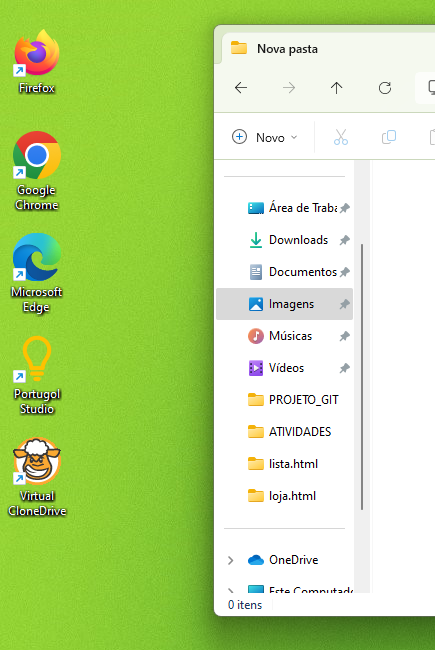 Firefox
Google
Chrome
Microsoft
Edge
Portugol
Studio
Virtual
CloneDrive
Nova pasta
Novo
Área de Traba
Downloads
Documentos
Imagens
Músicas
Vídeos
PROJETO_GIT
ATIVIDADES
lista.html
loja.html
OneDrive
Este Computado
0 itens